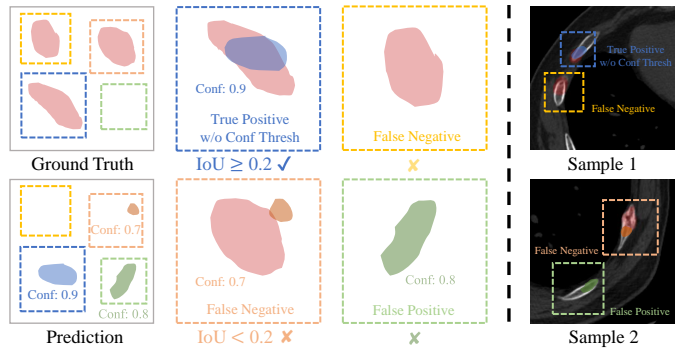 Ground Truth
Conf: 0.9
True Positive
w/o Conf Thresh
IoU ≥ 0.2 ✓
False Negative
✘
True Positive
w/o Conf Thresh
False Negative
Sample 1
Conf: 0.7
Conf: 0.9
Conf: 0.8
Prediction
Conf: 0.7
False Negative
IoU < 0.2 ✘
Conf: 0.8
False Positive
✘
False Negative
False Positive
Sample 2